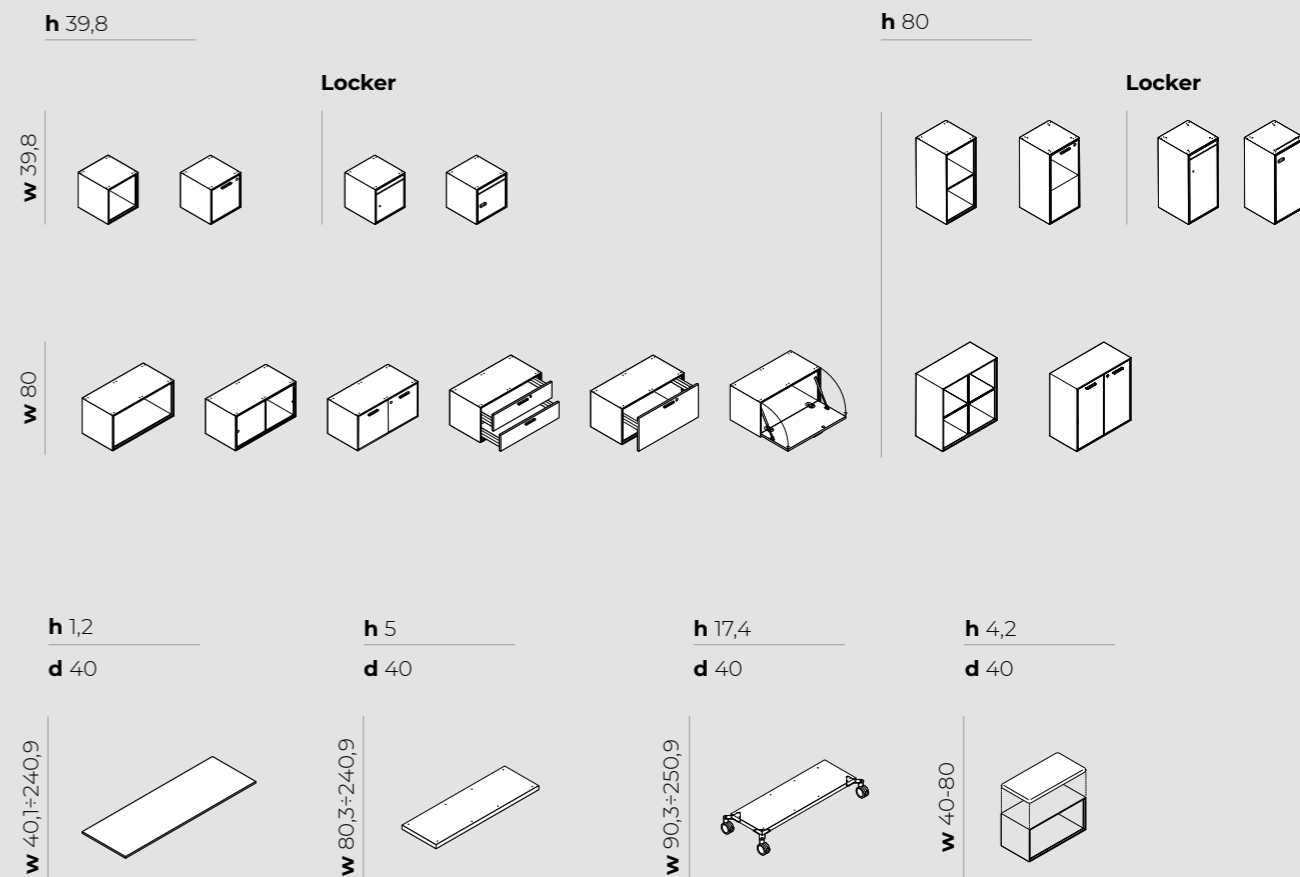 h 39,8
h 80
Locker
Locker
w 39,8
w 80
h 1,2
d 40
w 40,1÷240,9
h 5
d 40
w 80,3÷240,9
h 17,4
d 40
w 90,3÷250,9
h 4,2
d 40
w 40-80